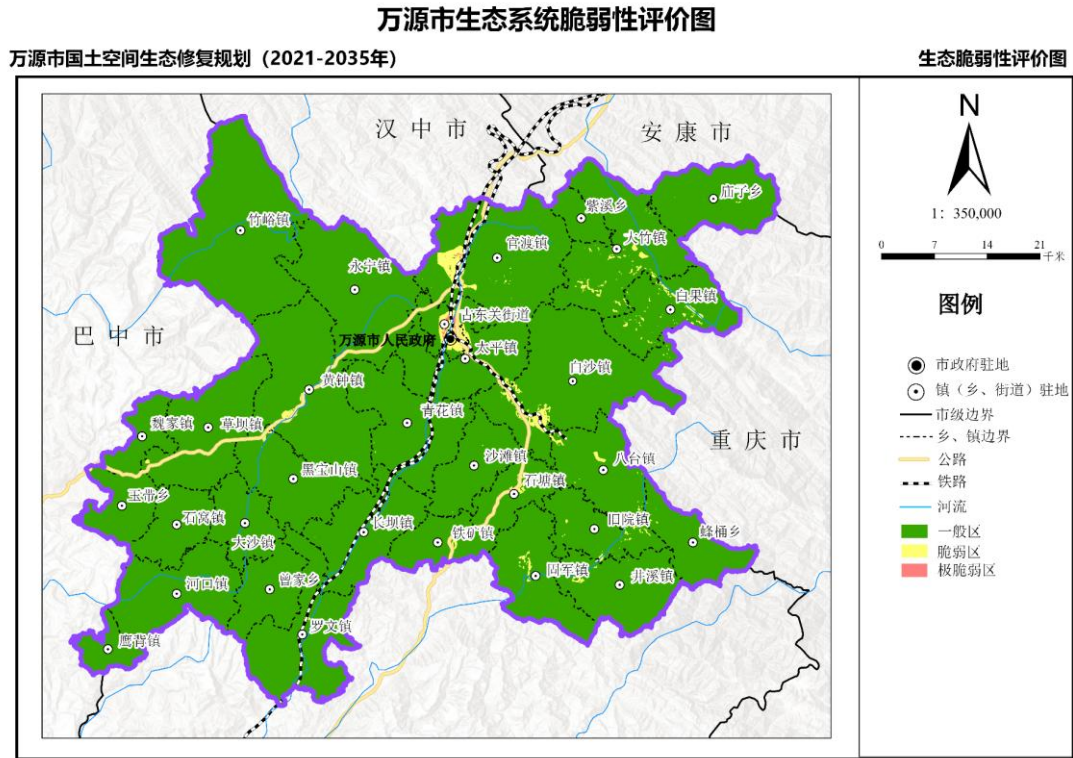 万源市生态系统脆弱性评价图
万源市国土空间生态修复规划（2021-2035年）
生态脆弱性评价图
汉中市
安康市
巴中市
重庆市
庙子乡
紫溪乡
竹峪镇
官渡镇
大竹镇
永宁镇
白果镇
古东关街道
万源市人民政府
太平镇
黄钟镇
白沙镇
青花镇
魏家镇
草坝镇
沙滩镇
八台镇
黑宝山镇
石塘镇
玉带乡
石窝镇
大沙镇
长坝镇
铁矿镇
旧院镇
蜂桶乡
河口镇
曾家乡
固军镇
井溪镇
罗文镇
鹰背镇
N
1：350,000
0 7 14 21
千米
图例
市政府驻地
镇（乡、街道）驻地
市级边界
乡、镇边界
公路
铁路
河流
一般区
脆弱区
极脆弱区